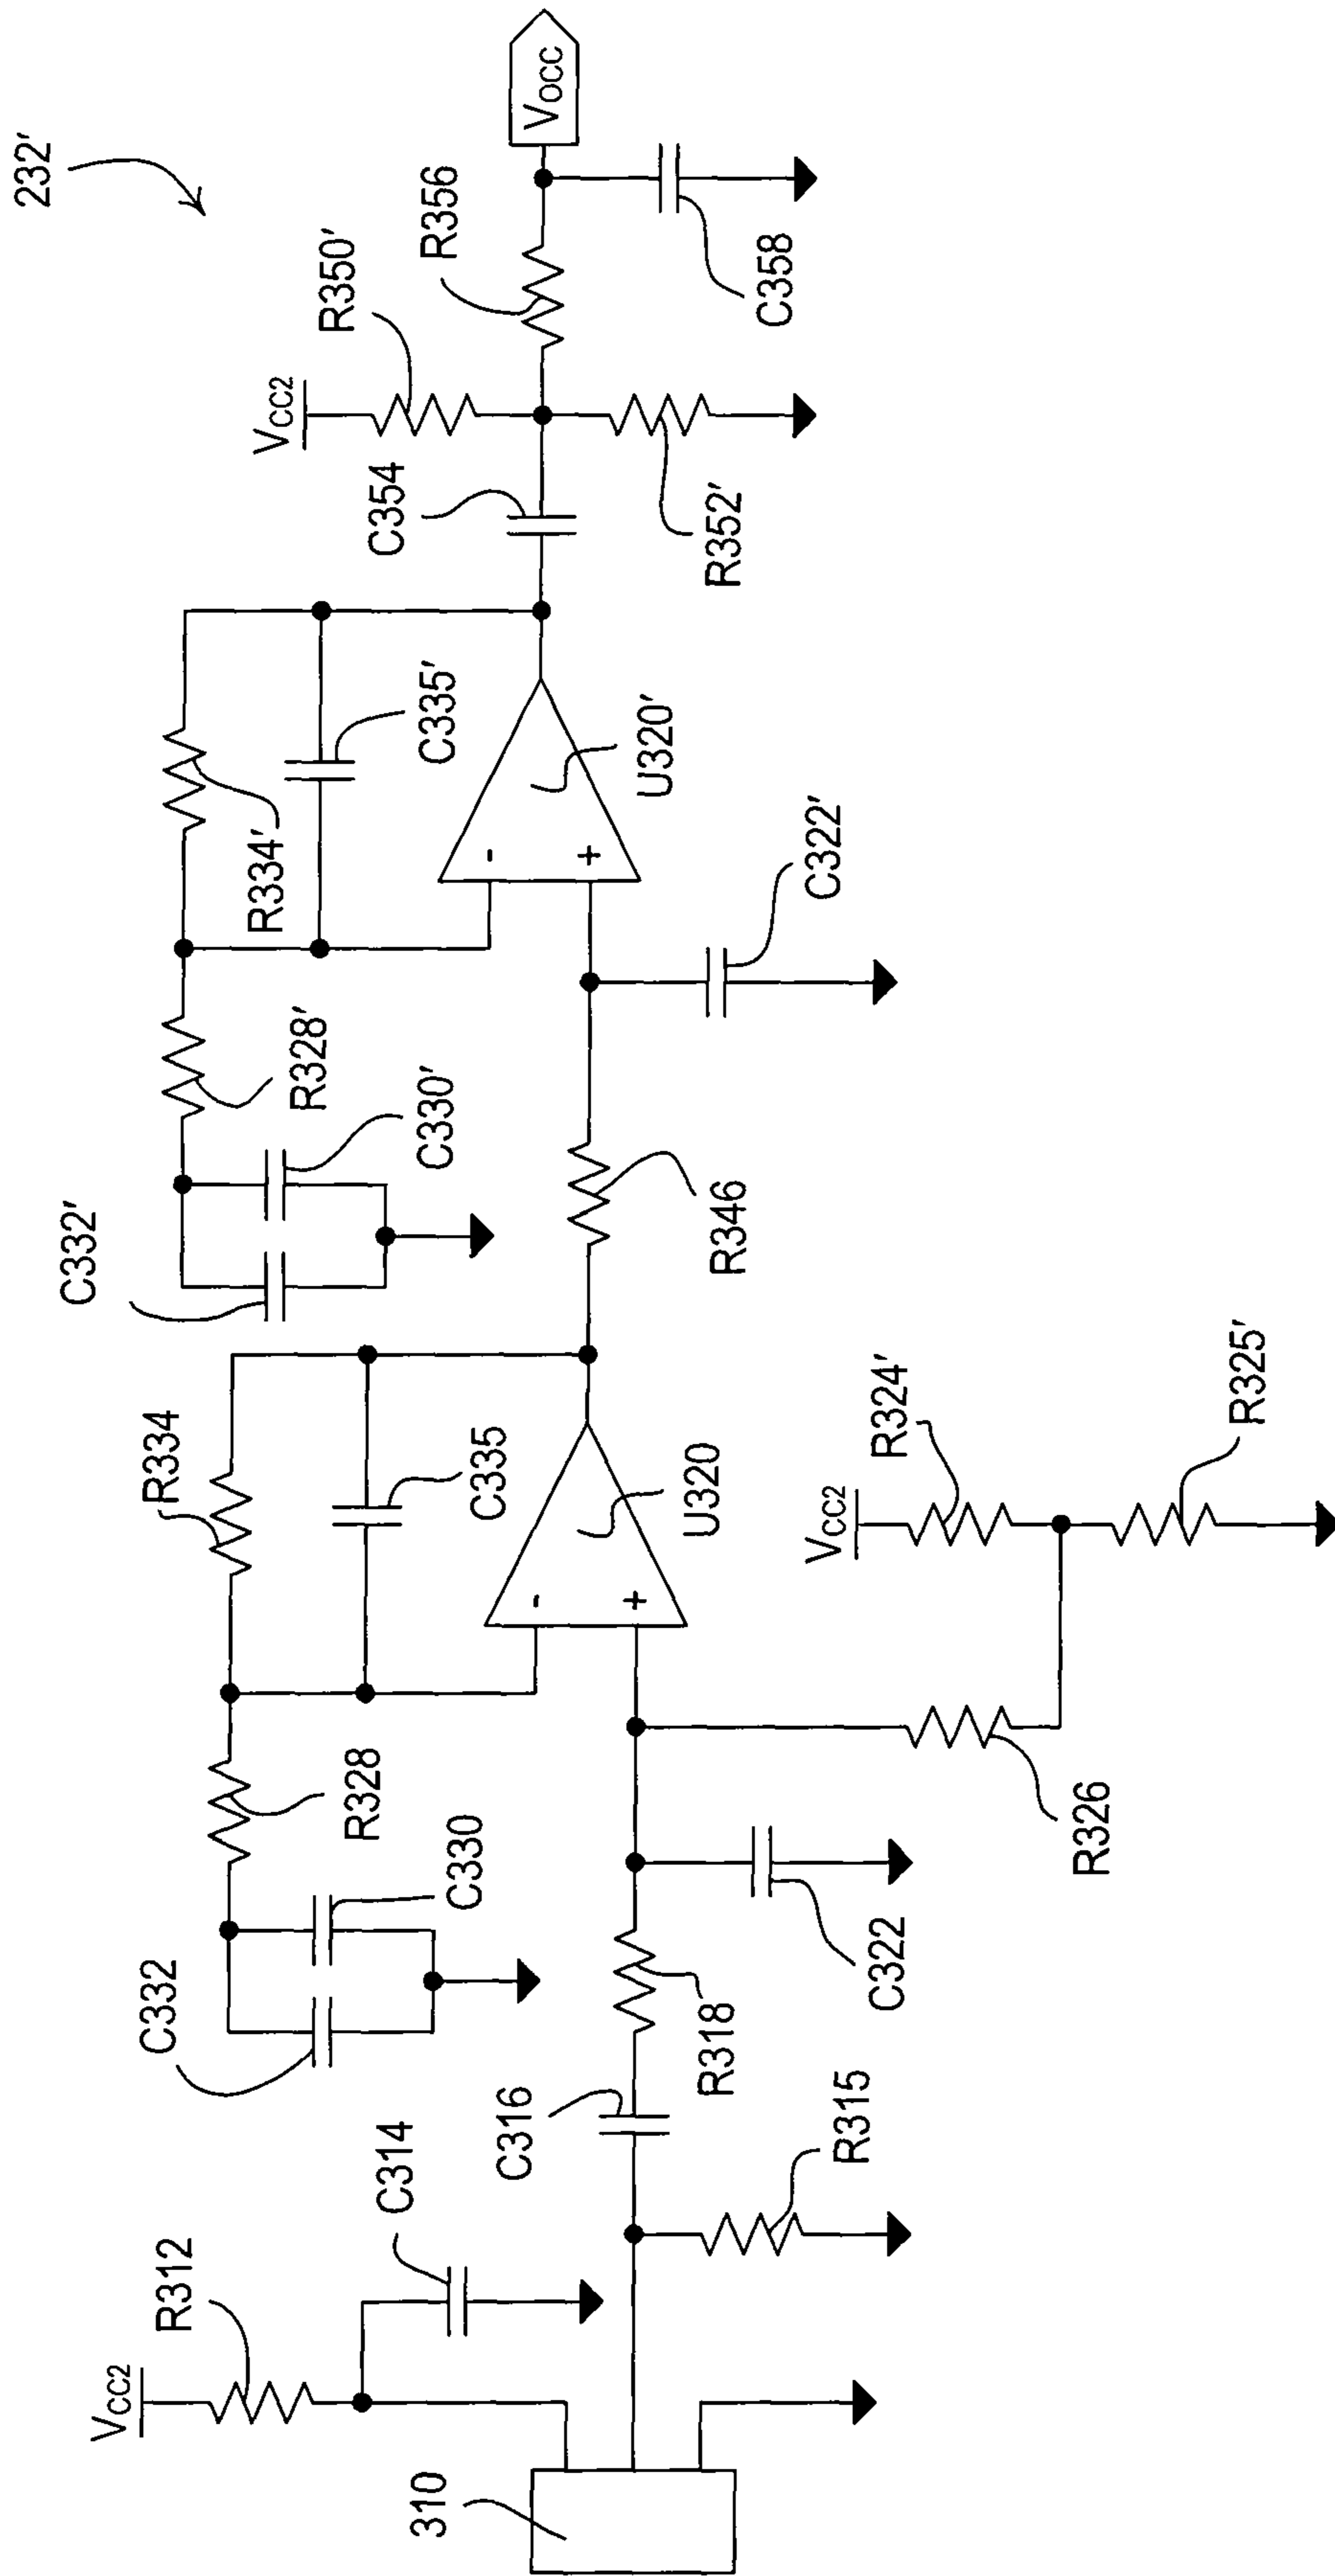 232'
VCC2
R312
C314
310
R315
C316
R318
C322
C332
C330
R328
R334
C335
-
+
U320
R326
VCC2
R324'
R325'
R346
C332'
C330'
R328'
R334'
C335'
-
+
U320'
C322'
C354
VCC2
R350'
R352'
R356
C358
VOCC